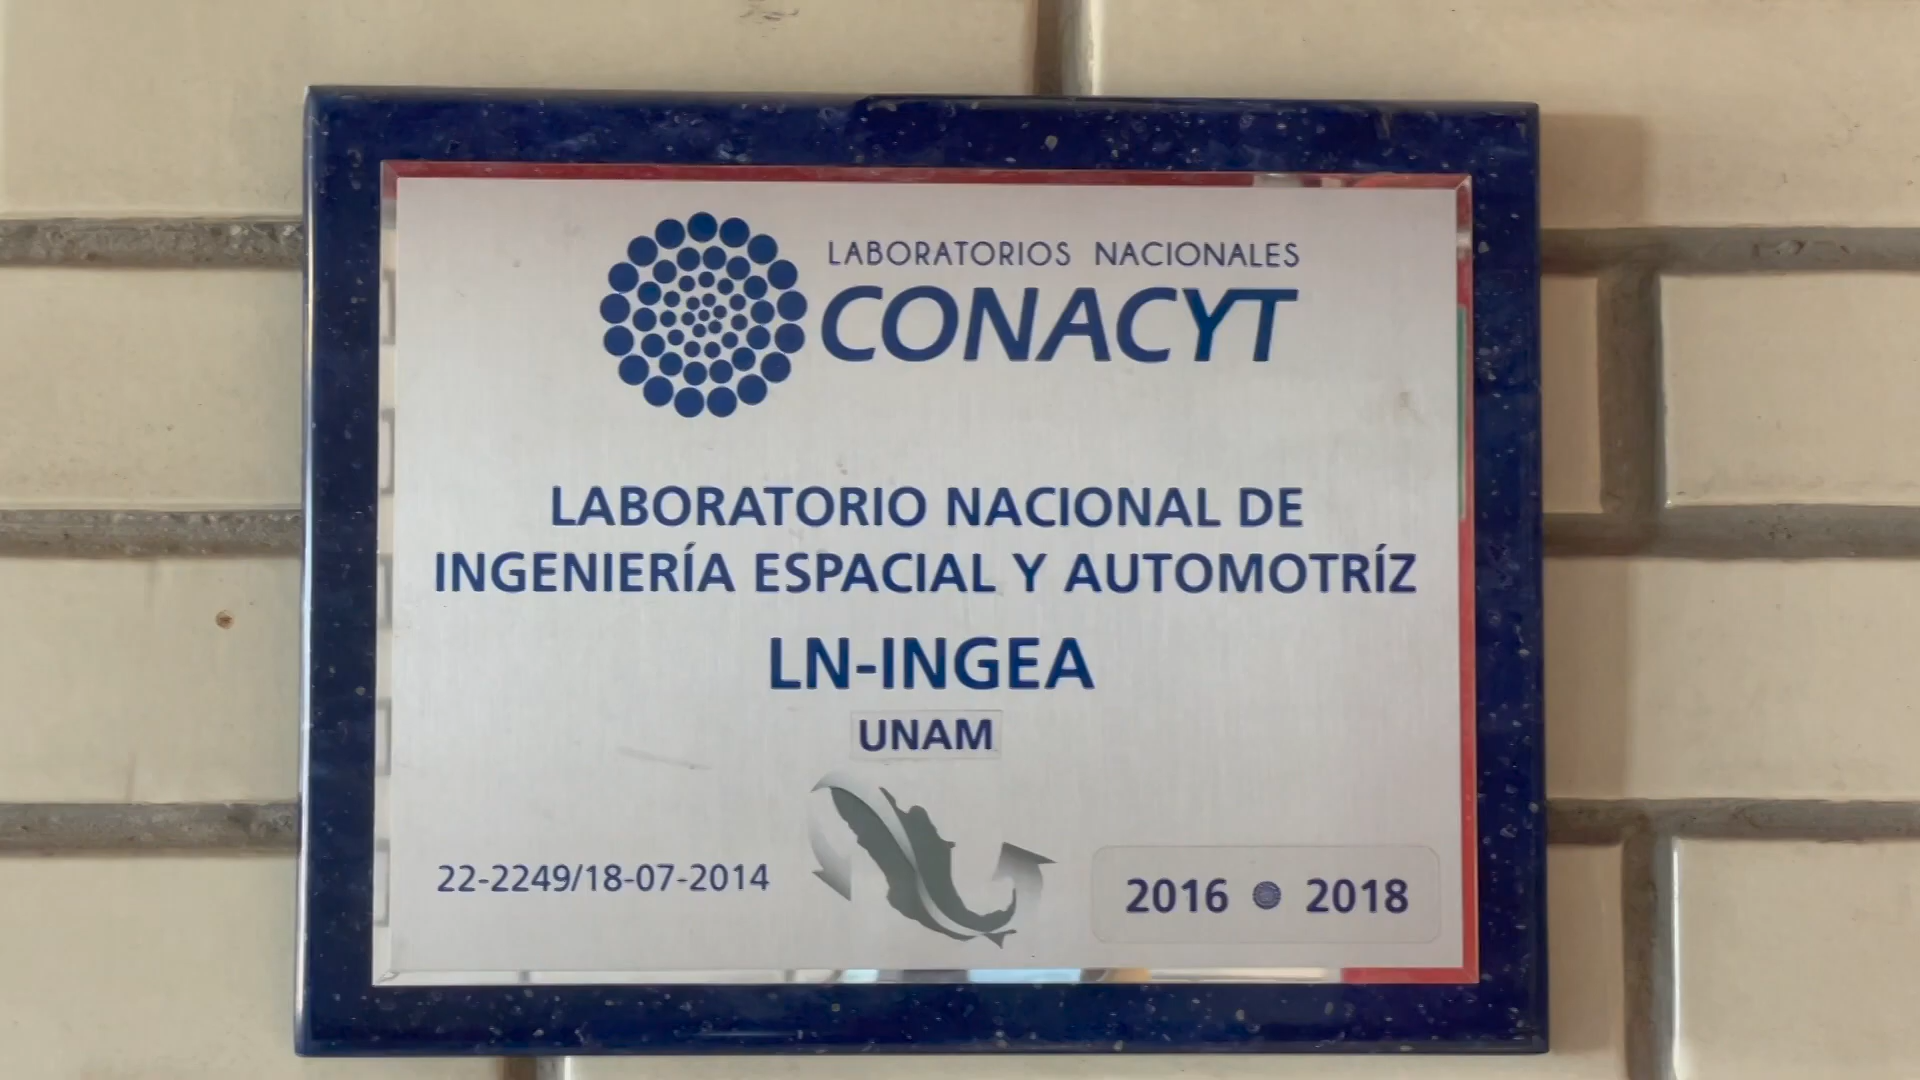 LABORATORIOS NACIONALES
CONACYT
LABORATORIO NACIONAL DE
INGENIERÍA ESPACIAL Y AUTOMOTRÍZ
LN-INGEA
UNAM
22-2249/18-07-2014
2016 2018